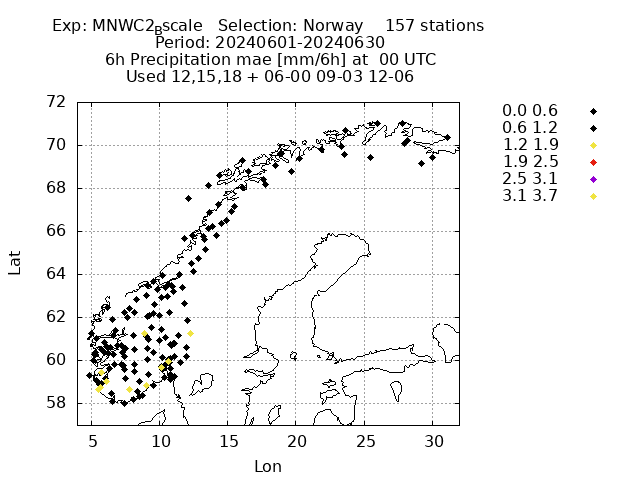 Exp: MNWC2_Bscale Selection: Norway 157 stations
Period: 20240601-20240630
6h Precipitation mae [mm/6h] at 00 UTC
Used 12,15,18 + 06-00 09-03 12-06
72
70
68
66
64
62
60
58
5 10 15 20 25 30
Lat
Lon
0.0 0.6
0.6 1.2
1.2 1.9
1.9 2.5
2.5 3.1
3.1 3.7